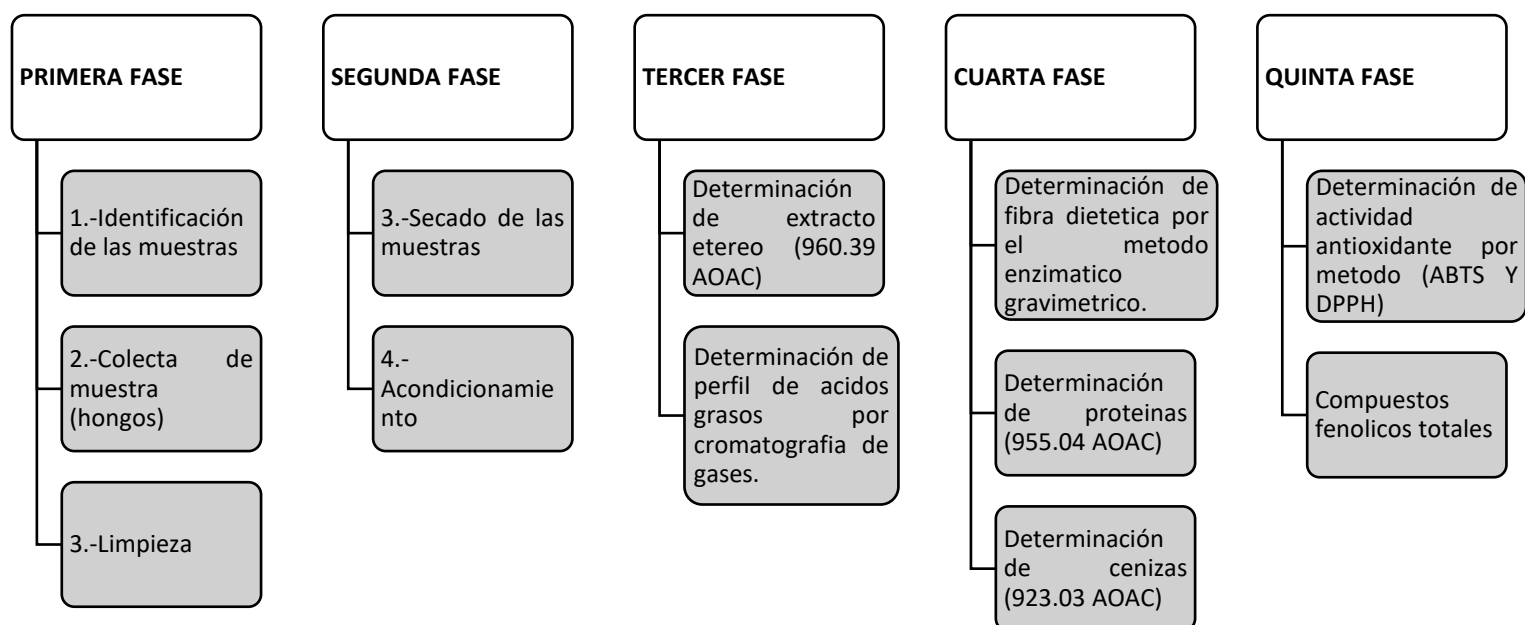 PRIMERA FASE
1.-Identificación
de las muestras
2.-Colecta de
muestra
(hongos)
3.-Limpieza
SEGUNDA FASE
3.-Secado de las
muestras
4.-
Acondicionamie
nto
TERCER FASE
Determinación
de extracto
etereo (960.39
AOAC)
Determinación de
perfil de acidos
grasos por
cromatografia de
gases.
CUARTA FASE
Determinación de
fibra dietetica por
el metodo
enzimatico
gravimetrico.
Determinación
de proteinas
(955.04 AOAC)
Determinación
de cenizas
(923.03 AOAC)
QUINTA FASE
Determinación de
actividad
antioxidante por
metodo (ABTS Y
DPPH)
Compuestos
fenolicos totales